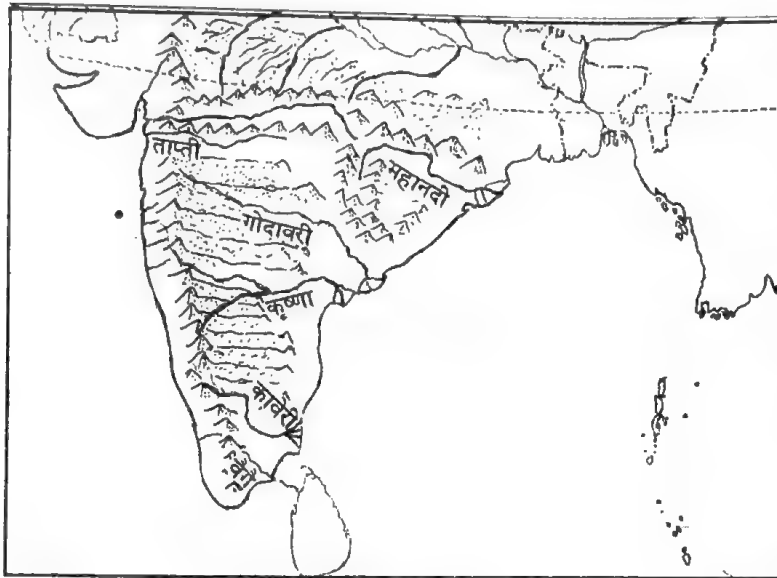 ताप्ती
महानदी
गोदावरी
कृष्णा
कावेरी